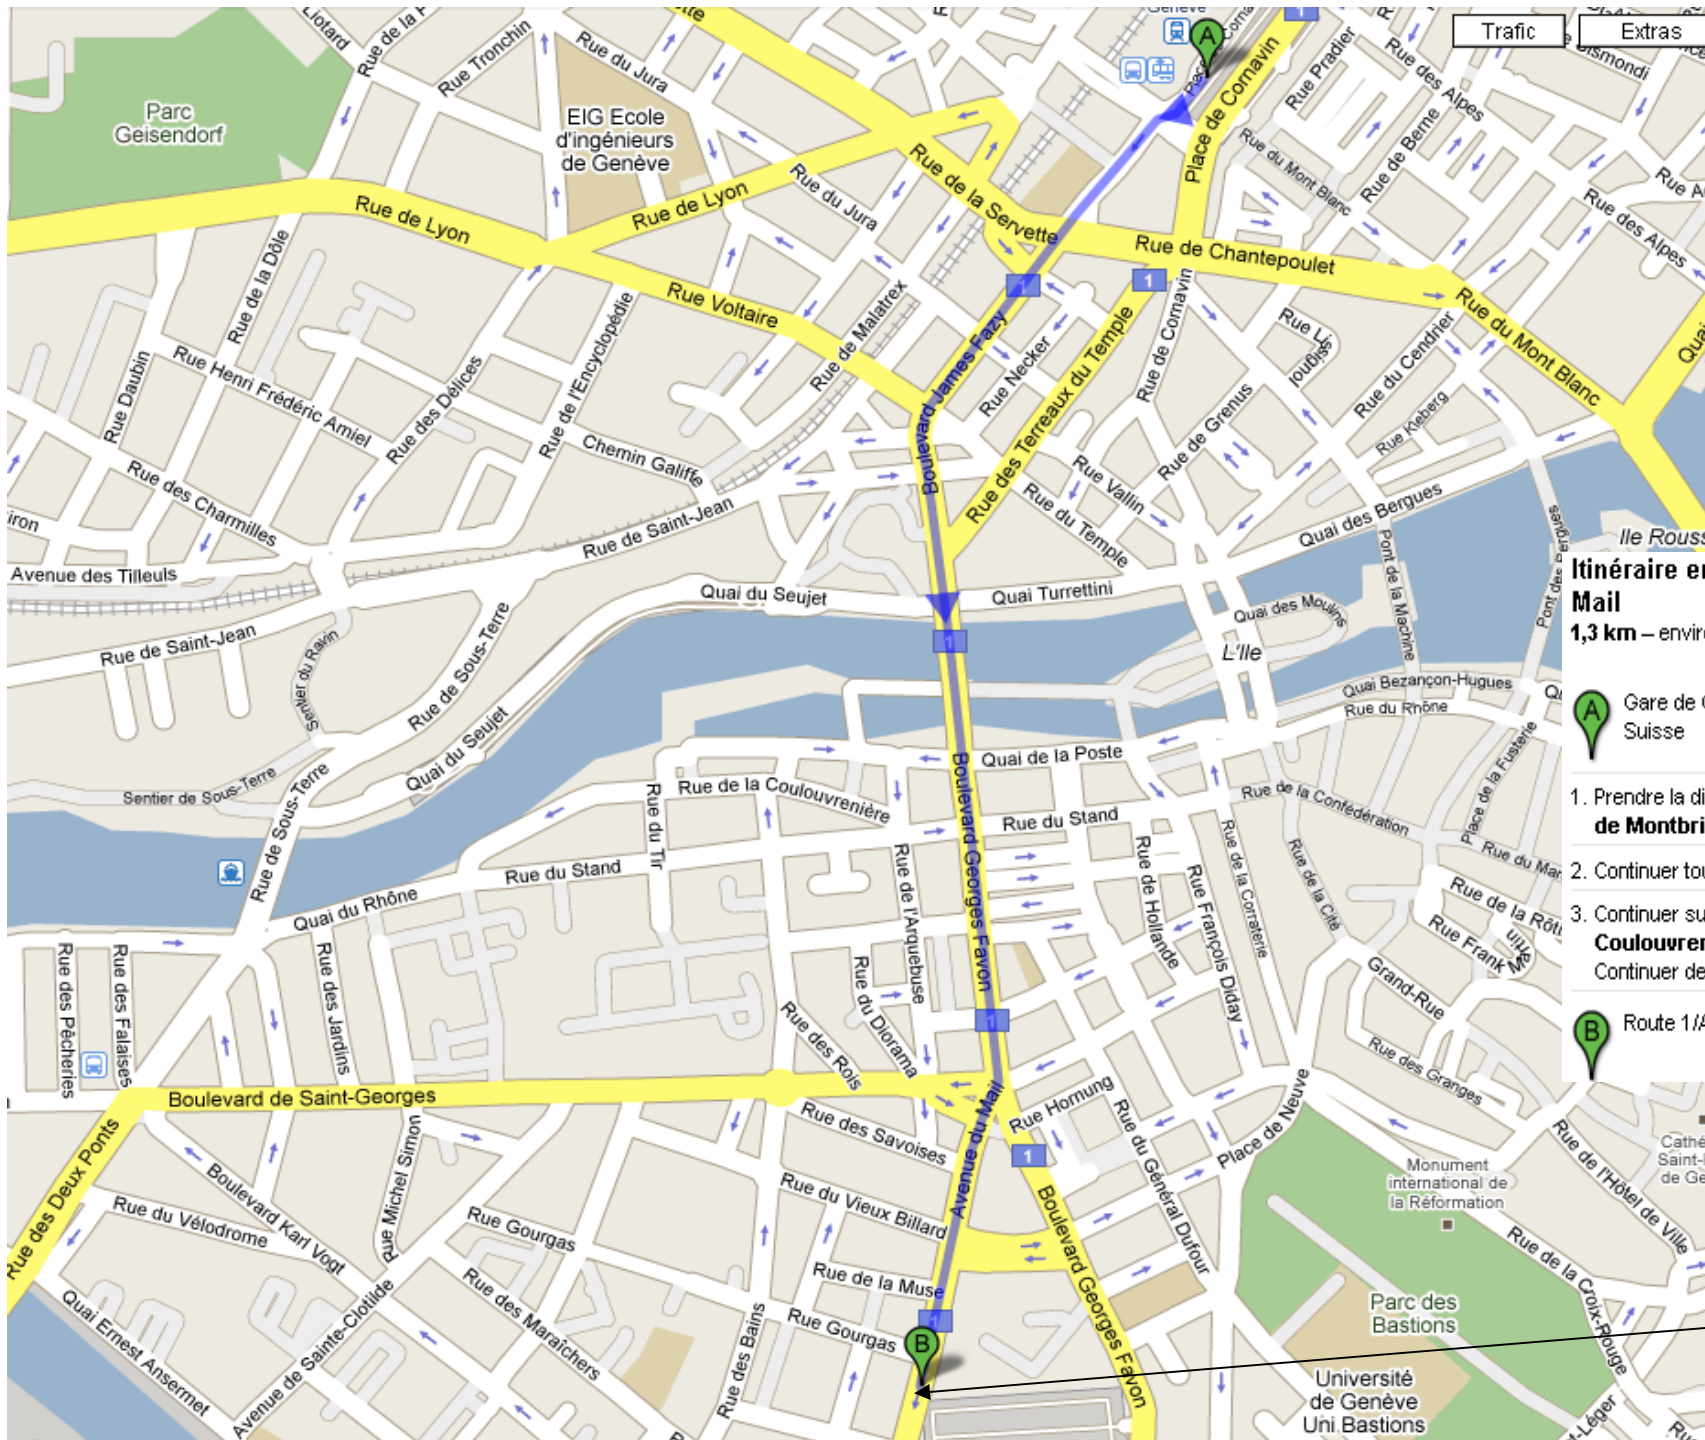 Genève
A
1
Trafic
Extras
Liotard
Rue Tronchin
Rue du Jura
Parc
Geisendorf
EIG Ecole
d'ingénieurs
de Genève
Place de Cornavin
Rue Pradier
Rue des Alpes
Rue de Berne
Rue du Mont Blanc
Rue des Alpes
Rue de Lyon
Rue de Lyon
Rue de la Servette
Rue du Jura
Rue de Chantepoulet
Rue de la Dôle
Rue Voltaire
1
1
Rue du Mont Blanc
Rue de Malatrex
Boulevard James Fazy
Rue Necker
Rue des Terreaux du Temple
Rue de Cornavin
Rue du Cendrier
Rue Kleberg
Rue de Grenus
Rue Daubin
Rue Henri Frédéric Amiel
Rue des Délices
Rue de l'Encyclopédie
Chemin Galiffe
Rue des Charmilles
Rue de Saint-Jean
Boulevard
Rue Vallin
Rue du Temple
Quai des Bergues
Pont de la Machine
Pont des Bergues
Avenue des Tilleuls
Quai du Seujet
Quai Turrettini
Quai des Moulins
L'Ile
1
Rue de Saint-Jean
Sentier du Ravin
Rue de Sous-Terre
Quai du Seujet
Sentier de Sous-Terre
Rue de Sous-Terre
Quai Bezançon-Hugues
Rue du Rhône
Place de la Fusterie
Itinéraire
Mail
1,3 km –
A
Gare de
Suisse
1. Prendre la
de
2. Continuer
3. Continuer
Continuer
B
Route 1/
Quai de la Poste
Rue de la Coulouvrenière
Rue du Tir
Rue du Stand
Rue du Stand
Boulevard Georges Favon
Rue de la Confédération
Rue de la Corraterie
Rue de la Cité
Rue de Hollande
Rue François Diday
Grand-Rue
Rue des Granges
Quai du Rhône
Rue de l'Arquebuse
Rue du Diorama
Rue des Rois
Rue des Pêcheries
Rue des Falaises
Rue des Jardins
1
Boulevard de Saint-Georges
Avenue du Mail
Rue Hornung
Rue du Général Dufour
Place de Neuve
1
Rue des Deux Ponts
Rue des Savoises
Rue du Vieux Billard
Rue de la Muse
Rue Gourgas
Rue Gourgas
Rue Michel Simon
Boulevard Karl Vogt
Rue du Vélodrome
Quai Ernest Ansermet
Avenue de Sainte-Clotilde
Rue des Maraîchers
Rue des Bains
1
B
Boulevard Georges Favon
Monument
international de
la Réformation
Rue de l'Hôtel de Ville
Rue de la Croix-Rouge
Parc des
Bastions
Université
de Genève
Uni Bastions